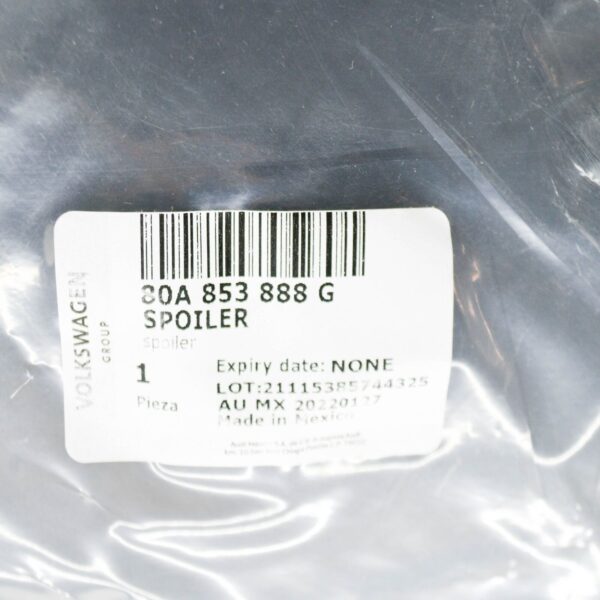 VOLKSWAGEN
GROUP
80A 853 888 G
SPOILER
spoiler
1
Pieza
Expiry date: NONE
LOT:21115385744325
AU MX 20220127
Made in Mexico